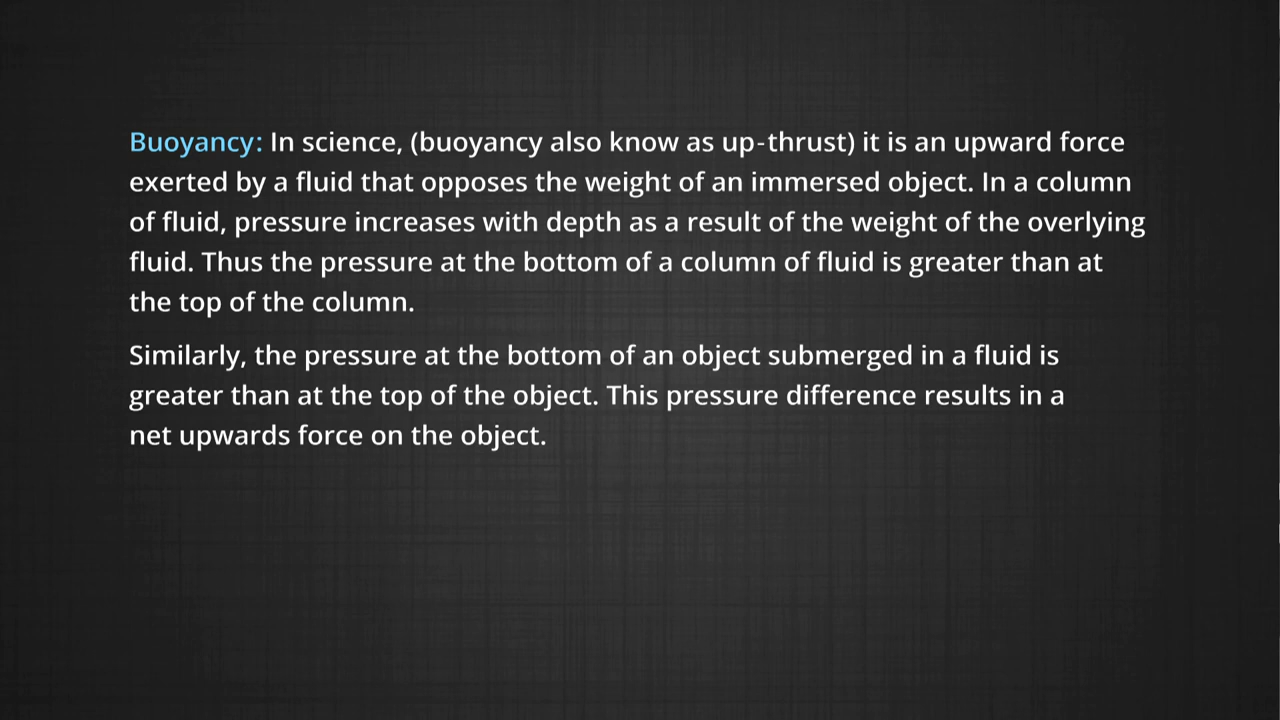 Buoyancy: In science, (buoyancy also know as up-thrust) it is an upward force
exerted by a fluid that opposes the weight of an immersed object. In a column
of fluid, pressure increases with depth as a result of the weight of the overlying
fluid. Thus the pressure at the bottom of a column of fluid is greater than at
the top of the column.
Similarly, the pressure at the bottom of an object submerged in a fluid is
greater than at the top of the object. This pressure difference results in a
net upwards force on the object.